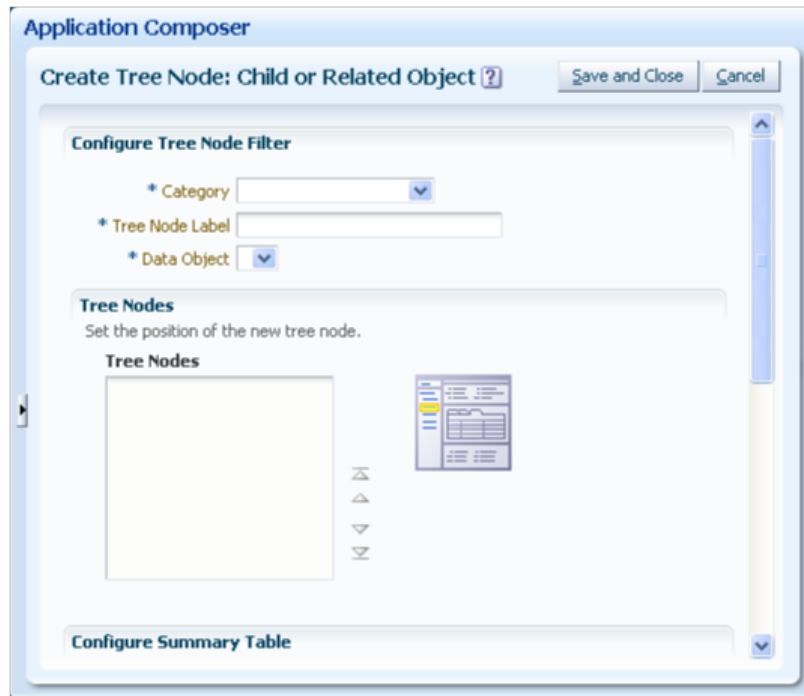 Application Composer
Create Tree Node: Child or Related Object ? Save and Close Cancel
Configure Tree Node Filter
* Category
* Tree Node Label
* Data Object
Tree Nodes
Set the position of the new tree node.
Tree Nodes
Configure Summary Table